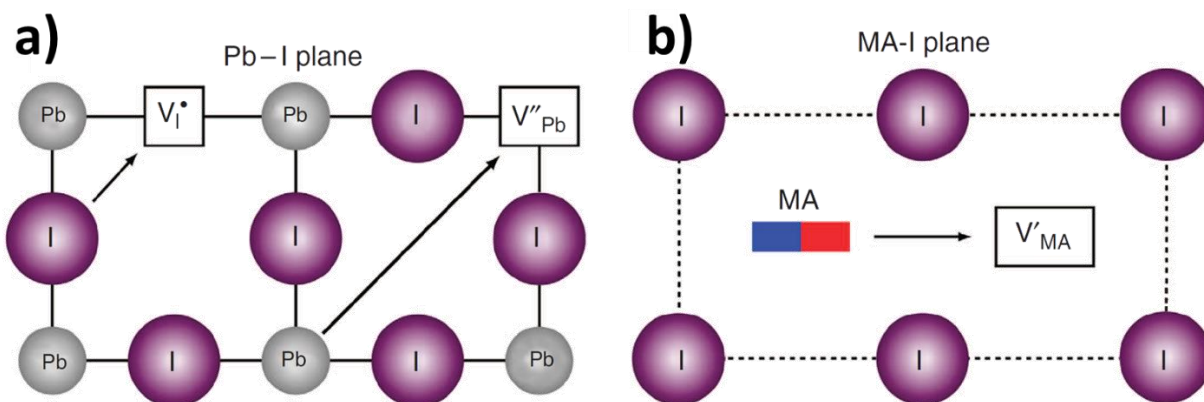 a)
Pb–I plane
Pb V_I^• Pb I V″_Pb
I I I
Pb I Pb I Pb
b)
MA-I plane
I I I
MA
V′_MA
I I I